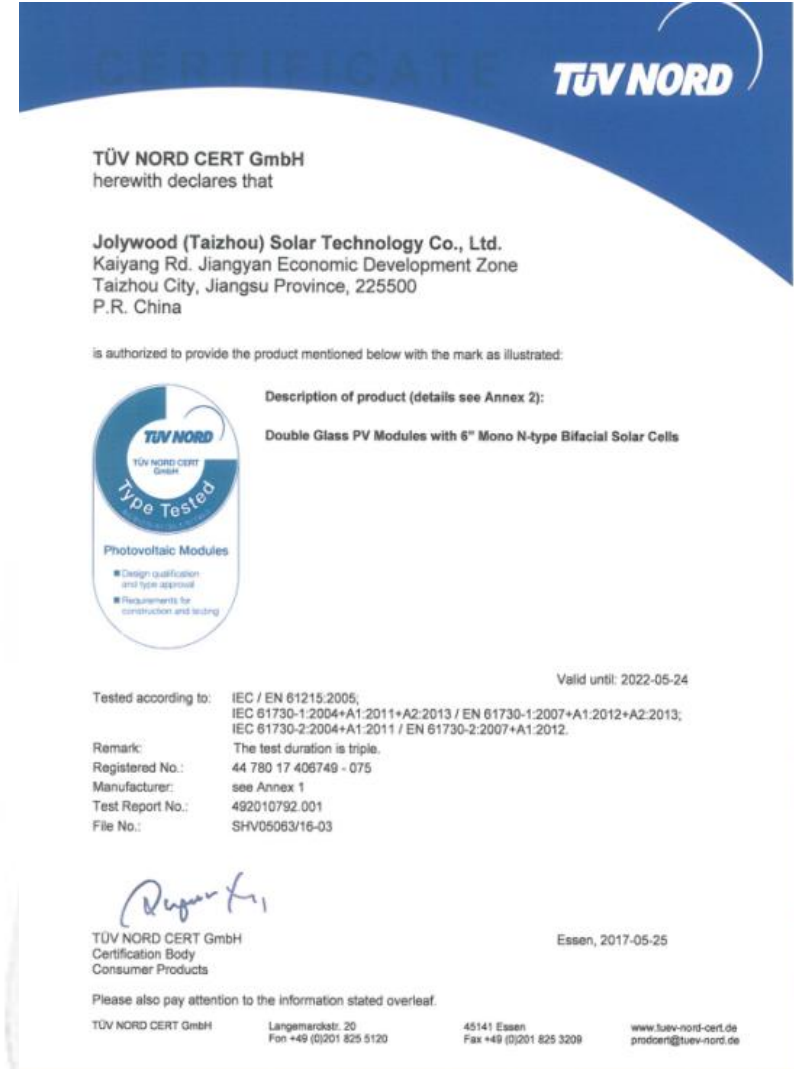 CERTIFICATE
TÜV NORD
TÜV NORD CERT GmbH
herewith declares that
Jolywood (Taizhou) Solar Technology Co., Ltd.
Kaiyang Rd. Jiangyan Economic Development Zone
Taizhou City, Jiangsu Province, 225500
P.R. China
is authorized to provide the product mentioned below with the mark as illustrated:
TÜV NORD
TÜV NORD CERT
GmbH
Type Tested
Photovoltaic Modules
Design qualification
and type approval
Requirements for
construction and testing
Description of product (details see Annex 2):
Double Glass PV Modules with 6" Mono N-type Bifacial Solar Cells
Valid until: 2022-05-24
Tested according to: IEC / EN 61215:2005;
IEC 61730-1:2004+A1:2011+A2:2013 / EN 61730-1:2007+A1:2012+A2:2013;
IEC 61730-2:2004+A1:2011 / EN 61730-2:2007+A1:2012.
Remark: The test duration is triple.
Registered No.: 44 780 17 406749 - 075
Manufacturer: see Annex 1
Test Report No.: 492010792.001
File No.: SHV05063/16-03
TÜV NORD CERT GmbH
Certification Body
Consumer Products
Essen, 2017-05-25
Please also pay attention to the information stated overleaf.
TÜV NORD CERT GmbH Langemarckstr. 20 45141 Essen www.tuev-nord-cert.de
Fon +49 (0)201 825 5120 Fax +49 (0)201 825 3209 prodcert@tuev-nord.de